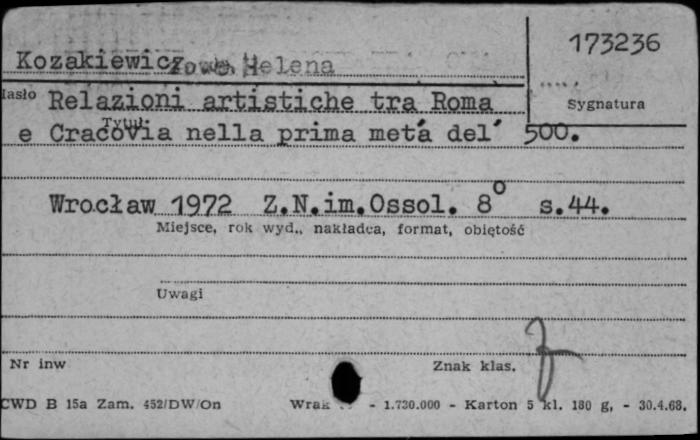 173236
Kozakiewicz Helena
Hasło Relazioni artistiche tra Roma
Sygnatura
Tytuł
e Cracovia nella prima metá del´ 500.
Wrocław 1972 Z.N.im.Ossol. 8° s.44.
Miejsce, rok wyd., nakładca, format, objętość
Uwagi
Nr inw
Znak klas.
CWD B 15a Zam. 452/DW/On - 1.730.000 - Karton 5 kl. 180 g, - 30.4.68.